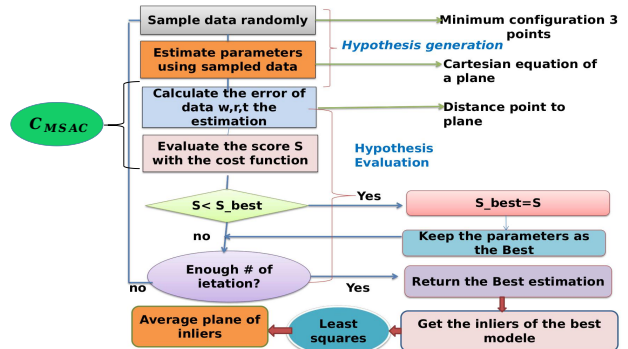 Sample data randomly
Minimum configuration 3
points
Hypothesis generation
Estimate parameters
using sampled data
Cartesian equation of
a plane
Calculate the error of
data w,r,t the
estimation
Distance point to
plane
C MSAC
Evaluate the score S
with the cost function
Hypothesis
Evaluation
S< S_best
Yes
S_best=S
no
Keep the parameters as
the Best
Enough # of
ietation?
no
Yes
Return the Best estimation
Average plane of
inliers
Least
squares
Get the inliers of the best
modele